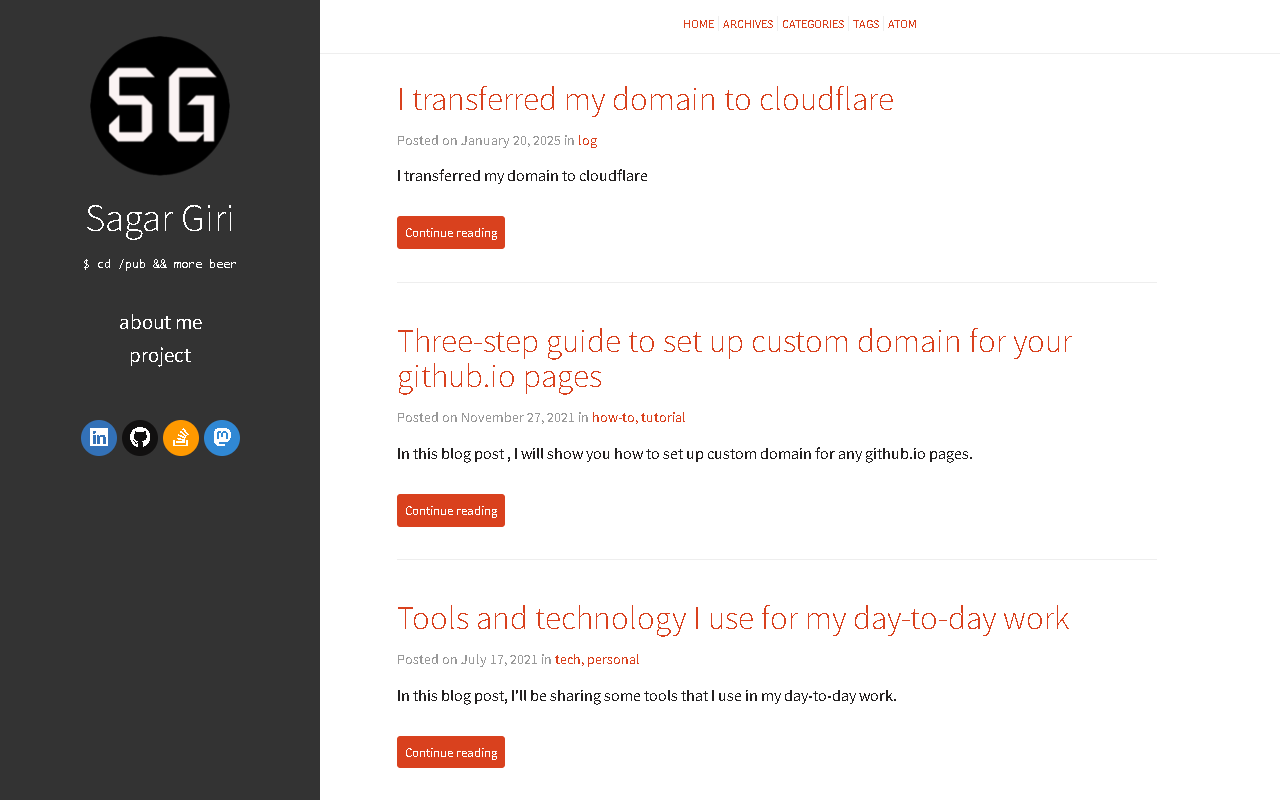 SG
Sagar Giri
$ cd /pub && more beer
about me
project
HOME ARCHIVES CATEGORIES TAGS ATOM
I transferred my domain to cloudflare
Posted on January 20, 2025 in log
I transferred my domain to cloudflare
Continue reading
Three-step guide to set up custom domain for your
github.io pages
Posted on November 27, 2021 in how-to, tutorial
In this blog post , I will show you how to set up custom domain for any github.io pages.
Continue reading
Tools and technology I use for my day-to-day work
Posted on July 17, 2021 in tech, personal
In this blog post, I’ll be sharing some tools that I use in my day-to-day work.
Continue reading